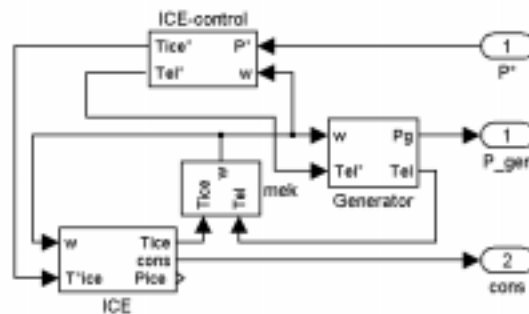 ICE-control
Tice*
P*
Tel*
w
1
P*
w
Pg
Tel*
Tel
Generator
1
P_gen
w
Tice
Tel
mek
w
Tice
cons
T*ice
Pice
ICE
2
cons